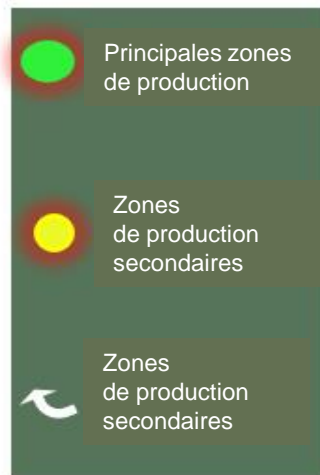 Principales zones
de production
Zones
de production
secondaires
Zones
de production
secondaires